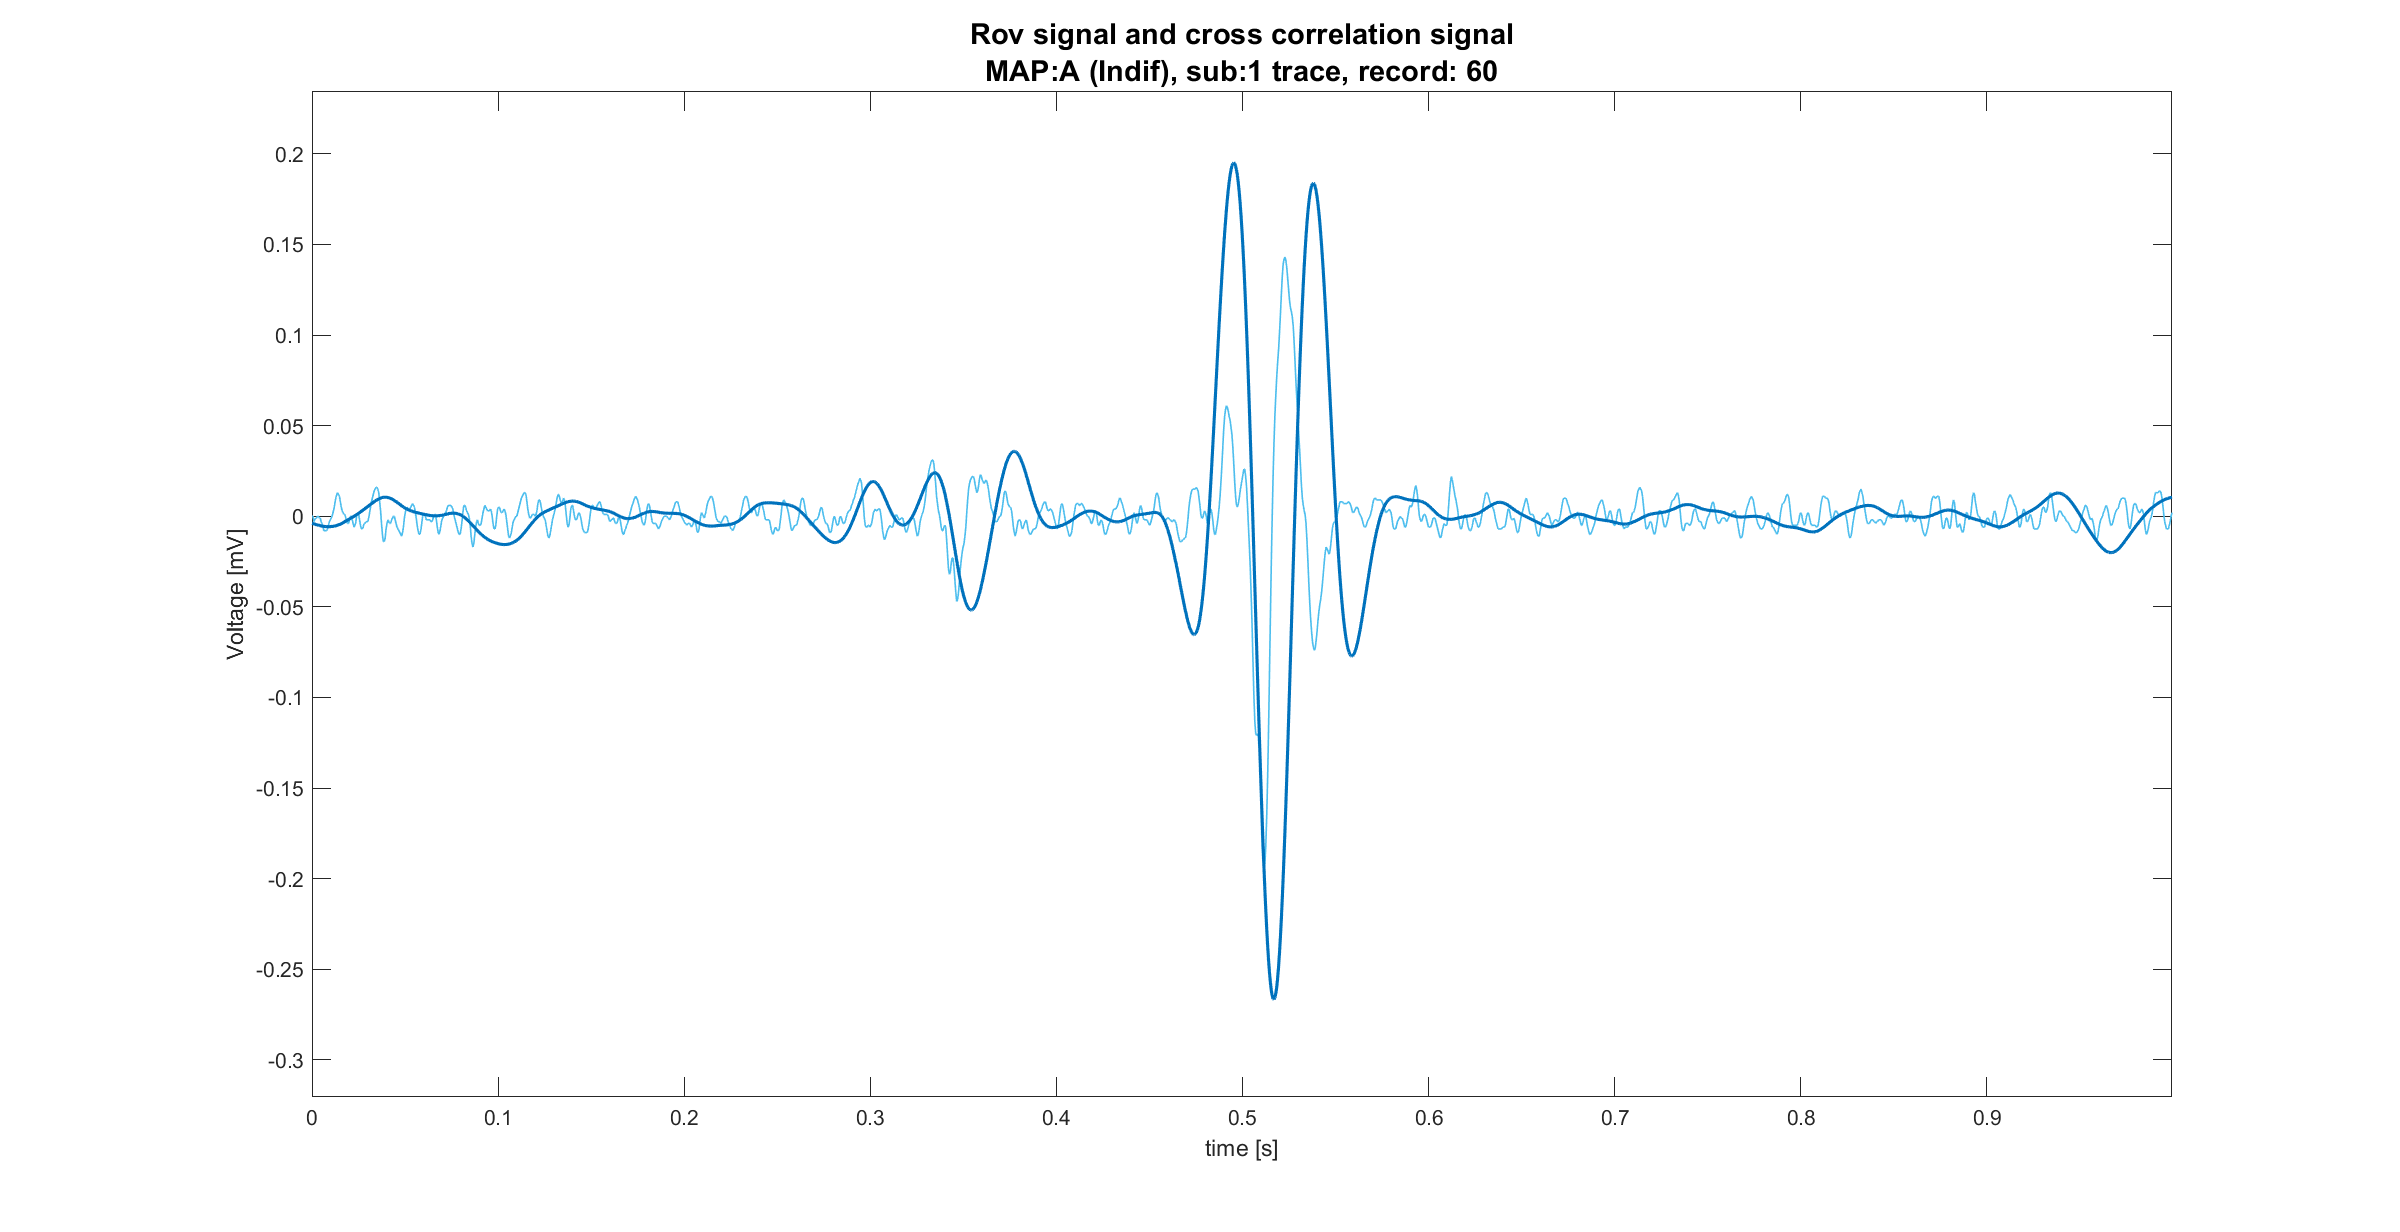 Rov signal and cross correlation signal
MAP:A (Indif), sub:1 trace, record: 60
0.2
0.15
0.1
0.05
0
-0.05
-0.1
-0.15
-0.2
-0.25
-0.3
Voltage [mV]
0 0.1 0.2 0.3 0.4 0.5 0.6 0.7 0.8 0.9
time [s]